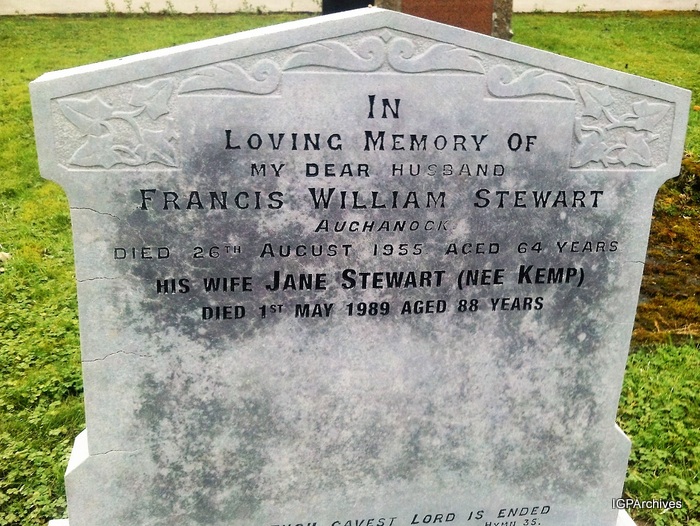 IN
LOVING MEMORY OF
MY DEAR HUSBAND
FRANCIS WILLIAM STEWART
AUCHANOCK
DIED 26TH AUGUST 1955 AGED 64 YEARS
HIS WIFE JANE STEWART (NEE KEMP)
DIED 1ST MAY 1989 AGED 88 YEARS
GAVEST LORD IS ENDED
HYMN 35.
IGPArchives